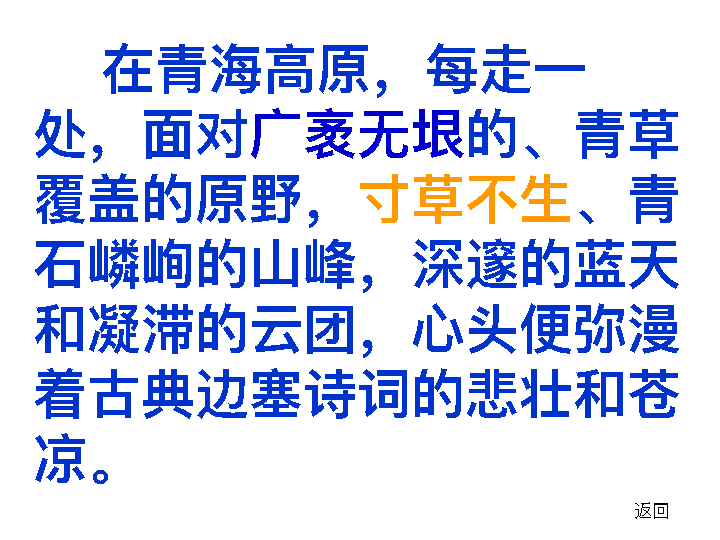 在青海高原，每走一
处，面对广袤无垠的、青草
覆盖的原野，寸草不生、青
石嶙峋的山峰，深邃的蓝天
和凝滞的云团，心头便弥漫
着古典边塞诗词的悲壮和苍
凉。
返回